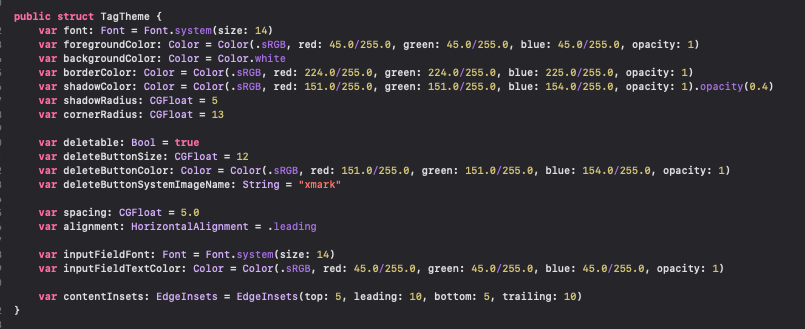 public struct TagTheme {
var font: Font = Font.system(size: 14)
var foregroundColor: Color = Color(.sRGB, red: 45.0/255.0, green: 45.0/255.0, blue: 45.0/255.0, opacity: 1)
var backgroundColor: Color = Color.white
var borderColor: Color = Color(.sRGB, red: 224.0/255.0, green: 224.0/255.0, blue: 225.0/255.0, opacity: 1)
var shadowColor: Color = Color(.sRGB, red: 151.0/255.0, green: 151.0/255.0, blue: 154.0/255.0, opacity: 1).opacity(0.4)
var shadowRadius: CGFloat = 5
var cornerRadius: CGFloat = 13
var deletable: Bool = true
var deleteButtonSize: CGFloat = 12
var deleteButtonColor: Color = Color(.sRGB, red: 151.0/255.0, green: 151.0/255.0, blue: 154.0/255.0, opacity: 1)
var deleteButtonSystemImageName: String = "xmark"
var spacing: CGFloat = 5.0
var alignment: HorizontalAlignment = .leading
var inputFieldFont: Font = Font.system(size: 14)
var inputFieldTextColor: Color = Color(.sRGB, red: 45.0/255.0, green: 45.0/255.0, blue: 45.0/255.0, opacity: 1)
var contentInsets: EdgeInsets = EdgeInsets(top: 5, leading: 10, bottom: 5, trailing: 10)
}